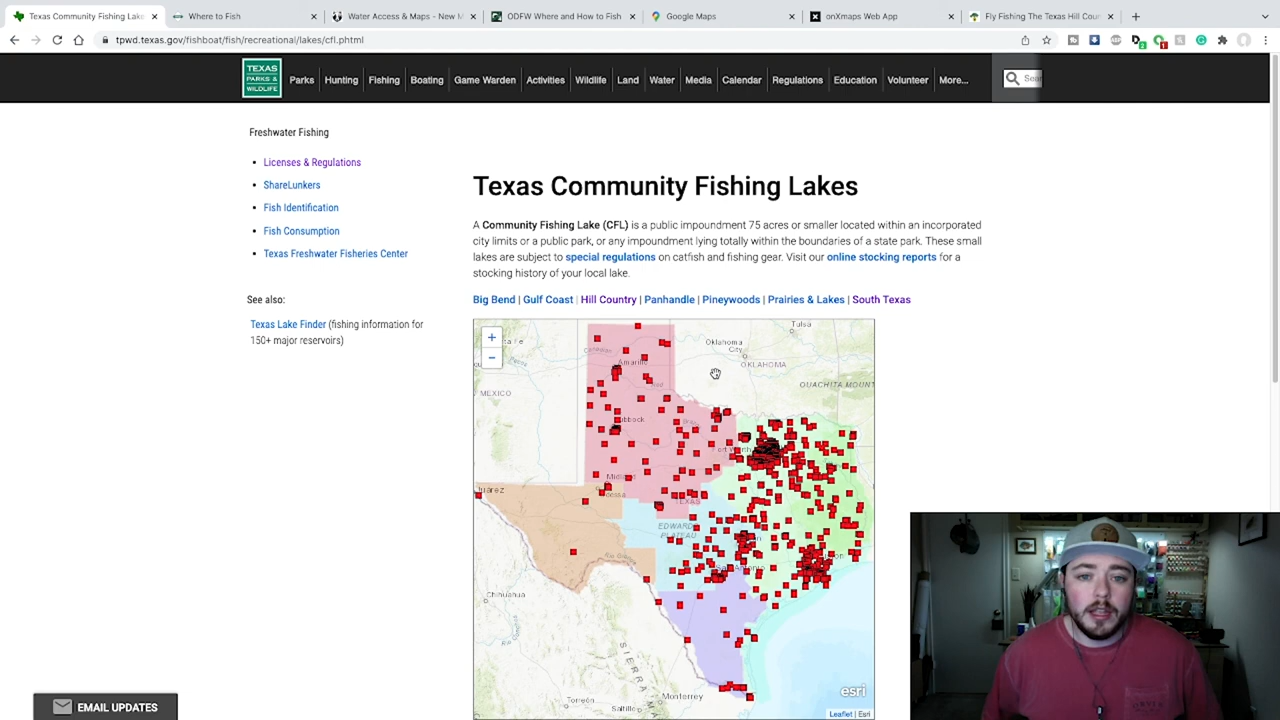 Texas Community Fishing Lakes
Where to Fish
Water Access & Maps - New M
ODFW Where and How to Fish
Google Maps
onXmaps Web App
Fly Fishing The Texas Hill Cou
tpwd.texas.gov/fishboat/fish/recreational/lakes/cfl.phtml
TEXAS PARKS & WILDLIFE
Parks Hunting Fishing Boating Game Warden Activities Wildlife Land Water Media Calendar Regulations Education Volunteer More...
Freshwater Fishing
Licenses & Regulations
ShareLunkers
Fish Identification
Fish Consumption
Texas Freshwater Fisheries Center
See also:
Texas Lake Finder (fishing information for
150+ major reservoirs)
Texas Community Fishing Lakes
A Community Fishing Lake (CFL) is a public impoundment 75 acres or smaller located within an incorporated
city limits or a public park, or any impoundment lying totally within the boundaries of a state park. These small
lakes are subject to special regulations on catfish and fishing gear. Visit our online stocking reports for a
stocking history of your local lake.
Big Bend | Gulf Coast | Hill Country | Panhandle | Pineywoods | Prairies & Lakes | South Texas
+
−
Tulsa
Oklahoma
City
OKLAHOMA
OUACHITA MOUNT
MEXICO
Amarillo
TEXAS
EDWARDS
PLATEAU
Juarez
Chihuahua
Torreón
Monterrey
SIERRA
esri
Leaflet | Esri
EMAIL UPDATES